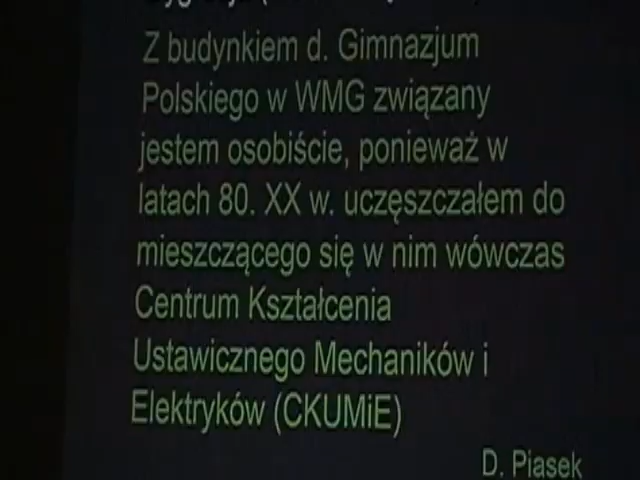 Z budynkiem d. Gimnazjum
Polskiego w WMG związany
jestem osobiście, ponieważ w
latach 80. XX w. uczęszczałem do
mieszczącego się w nim wówczas
Centrum Kształcenia
Ustawicznego Mechaników i
Elektryków (CKUMiE)
D. Piasek